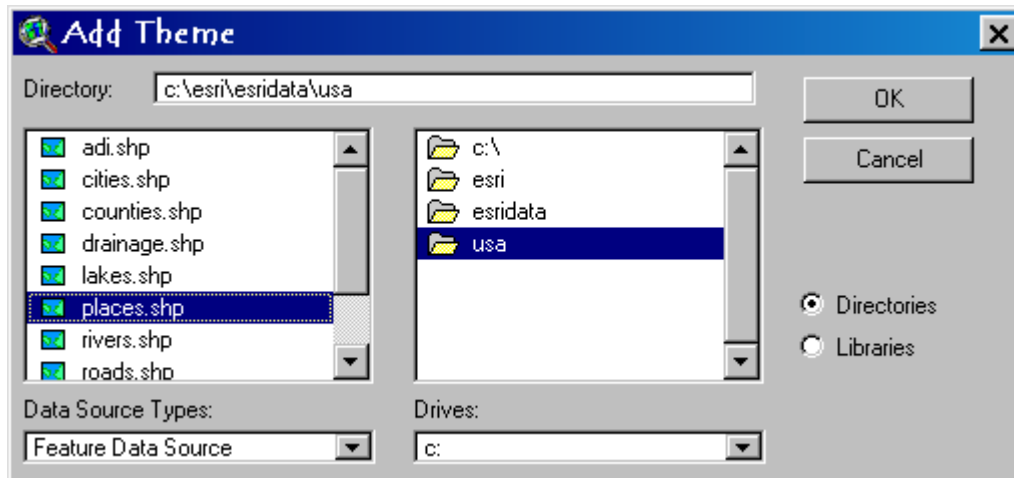 Add Theme
Directory: c:\esri\esridata\usa
OK
Cancel
adi.shp
cities.shp
counties.shp
drainage.shp
lakes.shp
places.shp
rivers.shp
roads.shp
c:\
esri
esridata
usa
Directories
Libraries
Data Source Types:
Feature Data Source
Drives:
c: